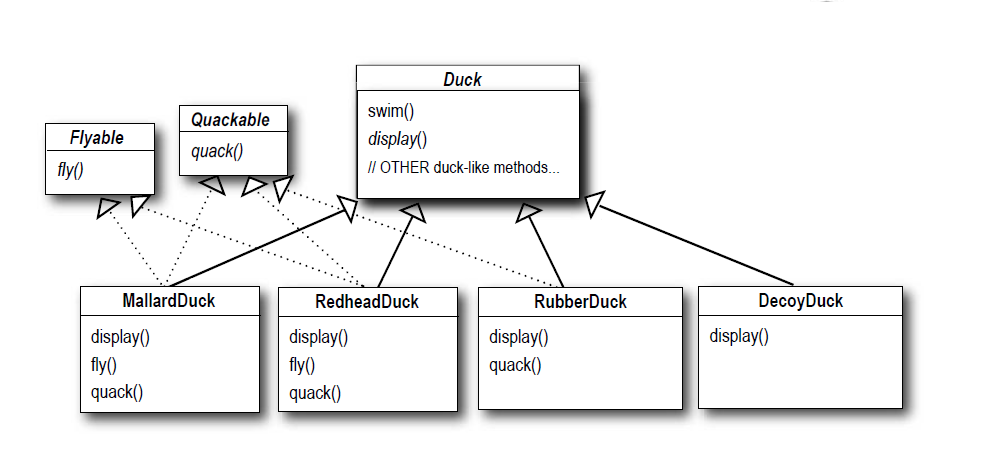 Duck
swim()
display()
// OTHER duck-like methods...
Quackable
quack()
Flyable
fly()
MallardDuck
display()
fly()
quack()
RedheadDuck
display()
fly()
quack()
RubberDuck
display()
quack()
DecoyDuck
display()